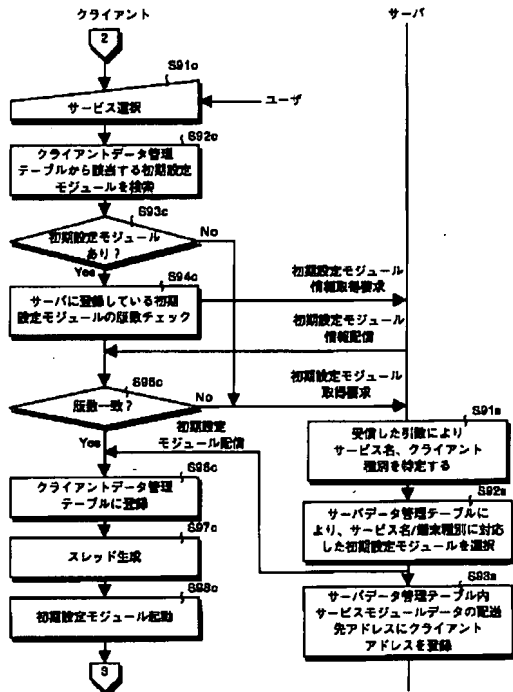 クライアント
サーバ
2
S91c
サービス選択
ユーザ
S92c
クライアントデータ管理
テーブルから該当する初期設定
モジュールを検索
S93c
初期設定モジュール
あり?
No
Yes
S94c
サーバに登録している初期
設定モジュールの版数チェック
初期設定モジュール
情報取得要求
初期設定モジュール
情報配信
S95c
版数一致?
No
Yes
初期設定モジュール
取得要求
初期設定
モジュール配信
S91s
受信した引数により
サービス名、クライアント
種別を特定する
S96c
クライアントデータ管理
テーブルに登録
S92s
サーバデータ管理テーブルに
より、サービス名/端末種別に対応
した初期設定モジュールを選択
S97c
スレッド生成
S93s
サーバデータ管理テーブル内
サービスモジュールデータの配送
先アドレスにクライアント
アドレスを登録
S98c
初期設定モジュール起動
3